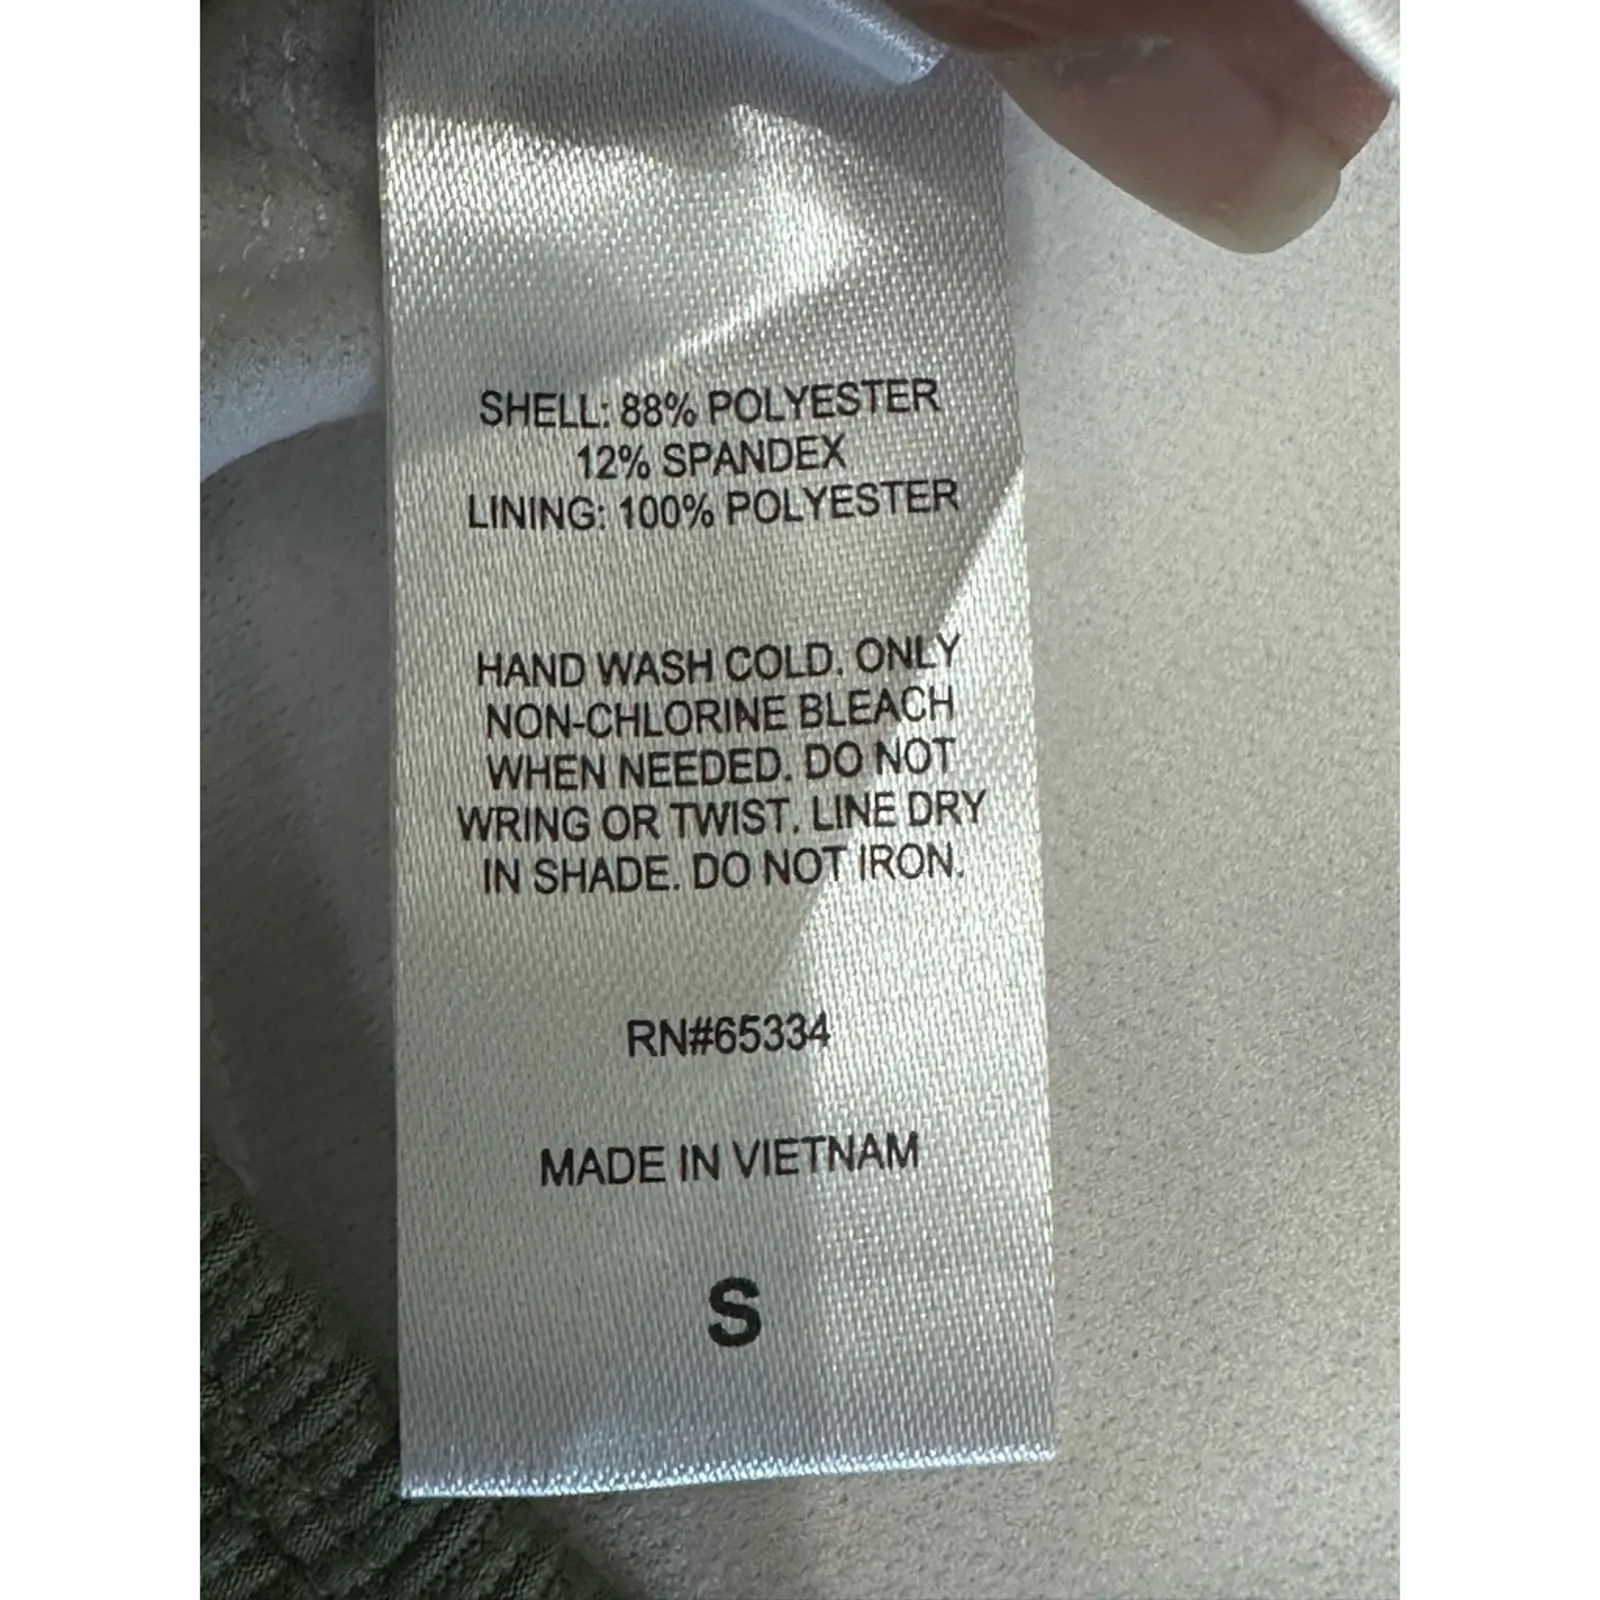 SHELL: 88% POLYESTER
12% SPANDEX
LINING: 100% POLYESTER
HAND WASH COLD. ONLY
NON-CHLORINE BLEACH
WHEN NEEDED. DO NOT
WRING OR TWIST. LINE DRY
IN SHADE. DO NOT IRON.
RN#65334
MADE IN VIETNAM
S